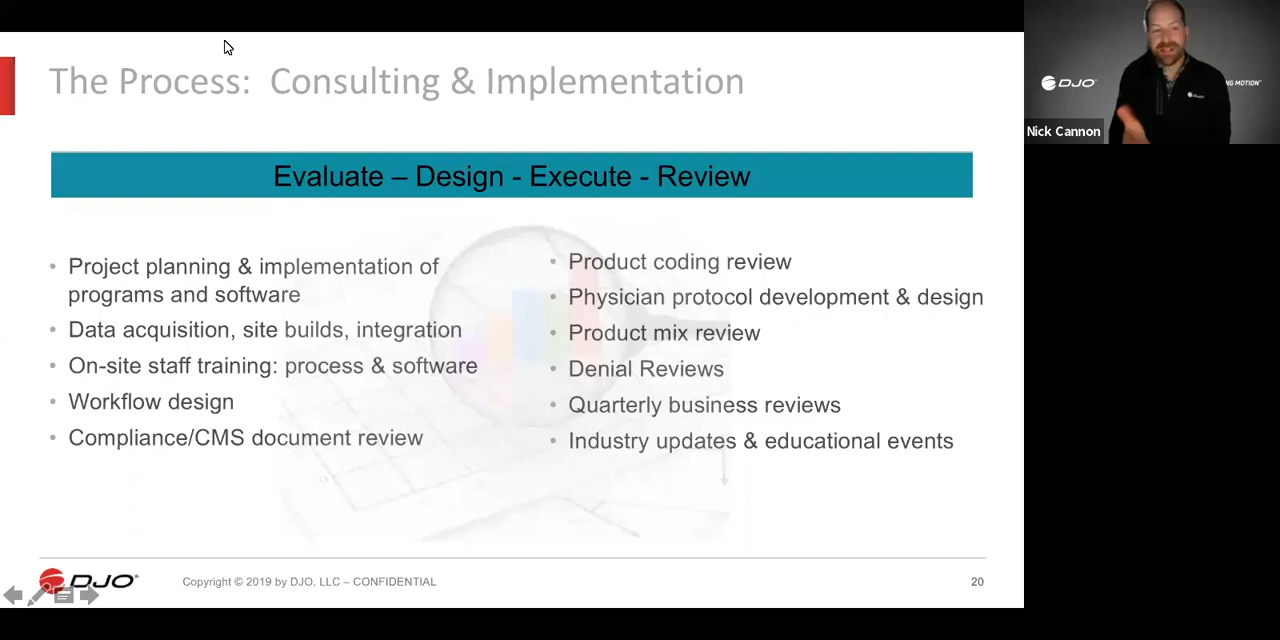 The Process: Consulting & Implementation
Evaluate – Design - Execute - Review
• Project planning & implementation of
programs and software
• Data acquisition, site builds, integration
• On-site staff training: process & software
• Workflow design
• Compliance/CMS document review
• Product coding review
• Physician protocol development & design
• Product mix review
• Denial Reviews
• Quarterly business reviews
• Industry updates & educational events
DJO
Copyright © 2019 by DJO, LLC – CONFIDENTIAL
20
DJO
NG MOTION™
DJO
Nick Cannon